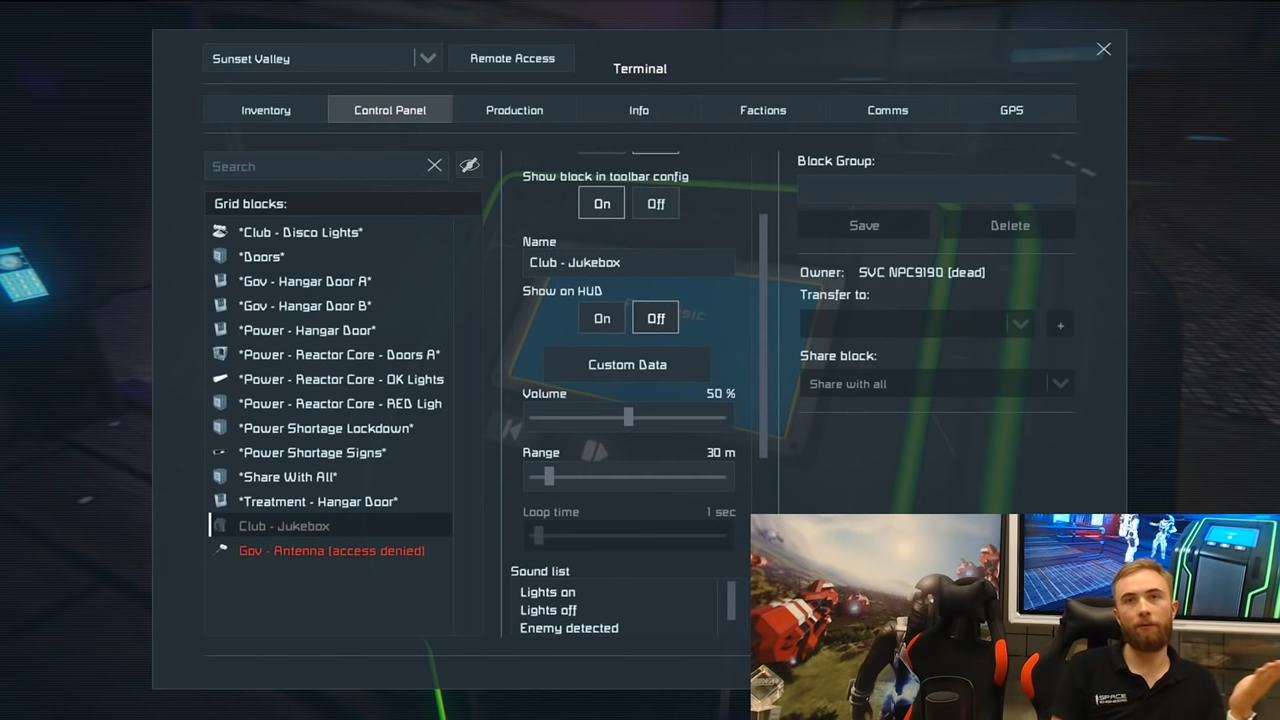 Sunset Valley
Remote Access
Terminal
Inventory
Control Panel
Production
Info
Factions
Comms
GPS
Search
Grid blocks:
*Club - Disco Lights*
*Doors*
*Gov - Hangar Door A*
*Gov - Hangar Door B*
*Power - Hangar Door*
*Power - Reactor Core - Doors A*
*Power - Reactor Core - OK Lights
*Power - Reactor Core - RED Ligh
*Power Shortage Lockdown*
*Power Shortage Signs*
*Share With All*
*Treatment - Hangar Door*
Club - Jukebox
Gov - Antenna (access denied)
Show block in toolbar config
On
Off
Name
Club - Jukebox
Show on HUD
On
Off
Custom Data
Volume
50 %
Range
30 m
Loop time
1 sec
Sound list
Lights on
Lights off
Enemy detected
Block Group:
Save
Delete
Owner: SVC NPC9190 [dead]
Transfer to:
+
Share block:
Share with all
SPACE
ENGINEERS